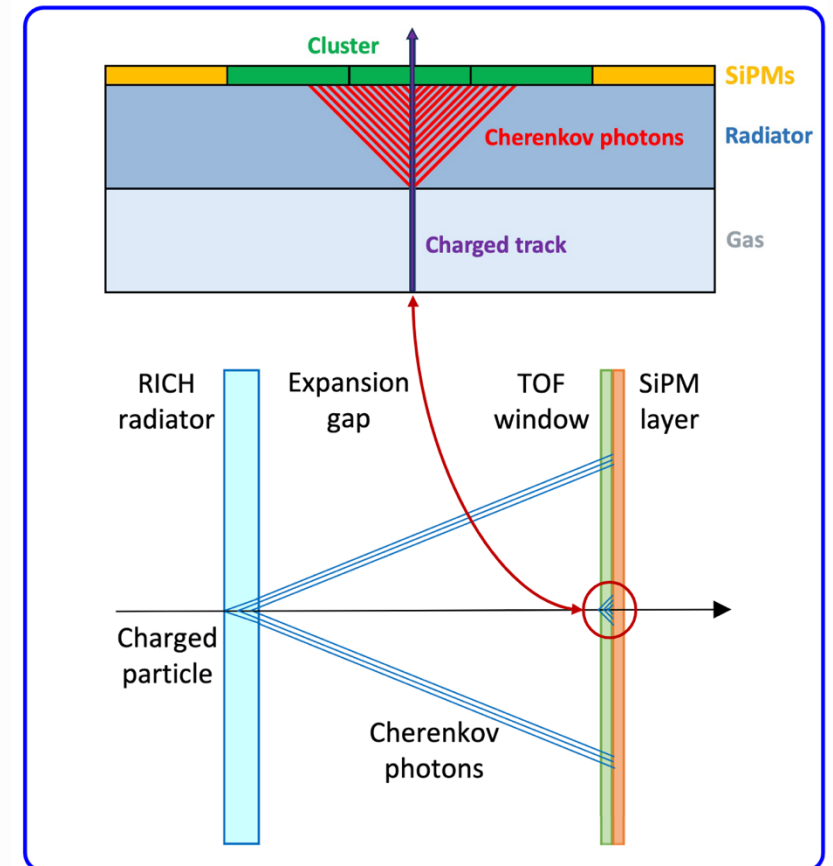 Cluster
SiPMs
Cherenkov photons
Radiator
Charged track
Gas
RICH
radiator
Expansion
gap
TOF
window
SiPM
layer
Charged
particle
Cherenkov
photons